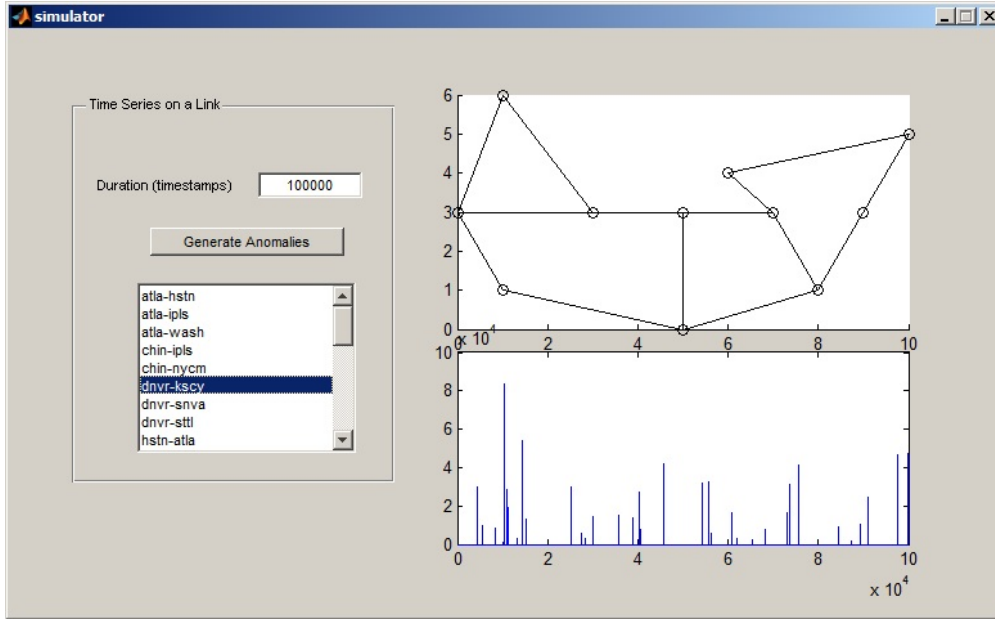 simulator
Time Series on a Link
Duration (timestamps) 100000
Generate Anomalies
atla-hstn
atla-ipls
atla-wash
chin-ipls
chin-nycm
dnvr-kscy
dnvr-snva
dnvr-sttl
hstn-atla
6
5
4
3
2
1
0
0 2 4 6 8 10
x 10^4
10
8
6
4
2
0
0 2 4 6 8 10
x 10^4